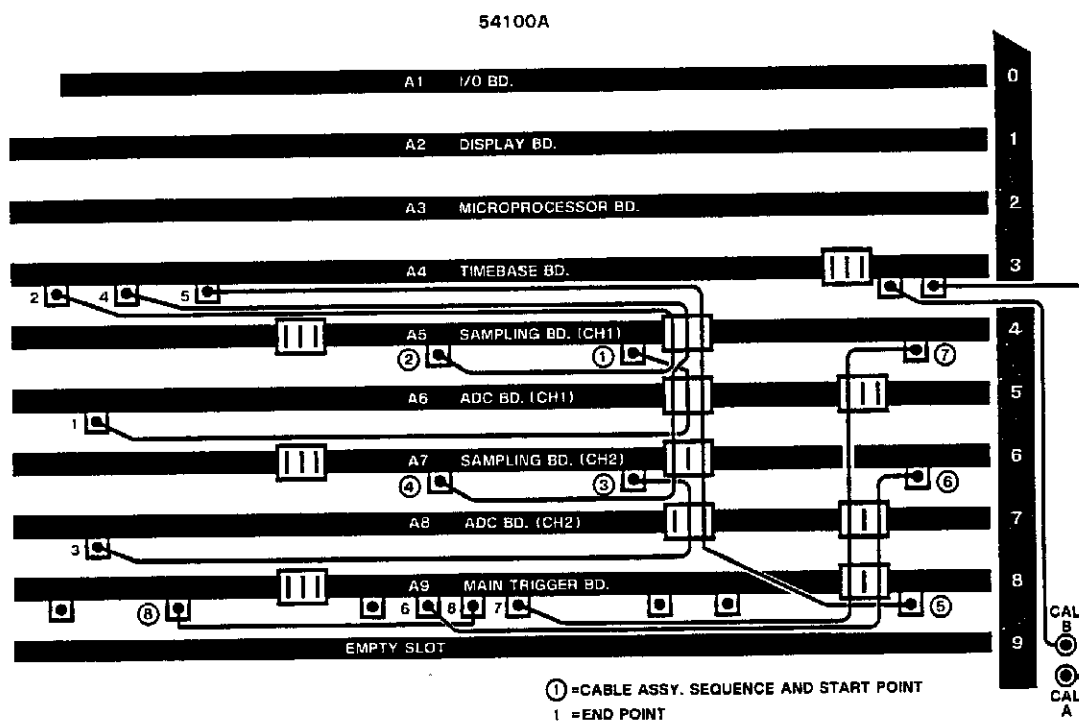 54100A
A1 I/O BD.
0
A2 DISPLAY BD.
1
A3 MICROPROCESSOR BD.
2
A4 TIMEBASE BD.
3
2 4 5
A5 SAMPLING BD. (CH1)
4
② ① ⑦
A6 ADC BD. (CH1)
5
1
A7 SAMPLING BD. (CH2)
6
④ ③ ⑥
A8 ADC BD. (CH2)
7
3
A9 MAIN TRIGGER BD.
8
⑧ 6 8 7 ⑤
EMPTY SLOT
9
CAL
B
CAL
A
① =CABLE ASSY. SEQUENCE AND START POINT
1 =END POINT